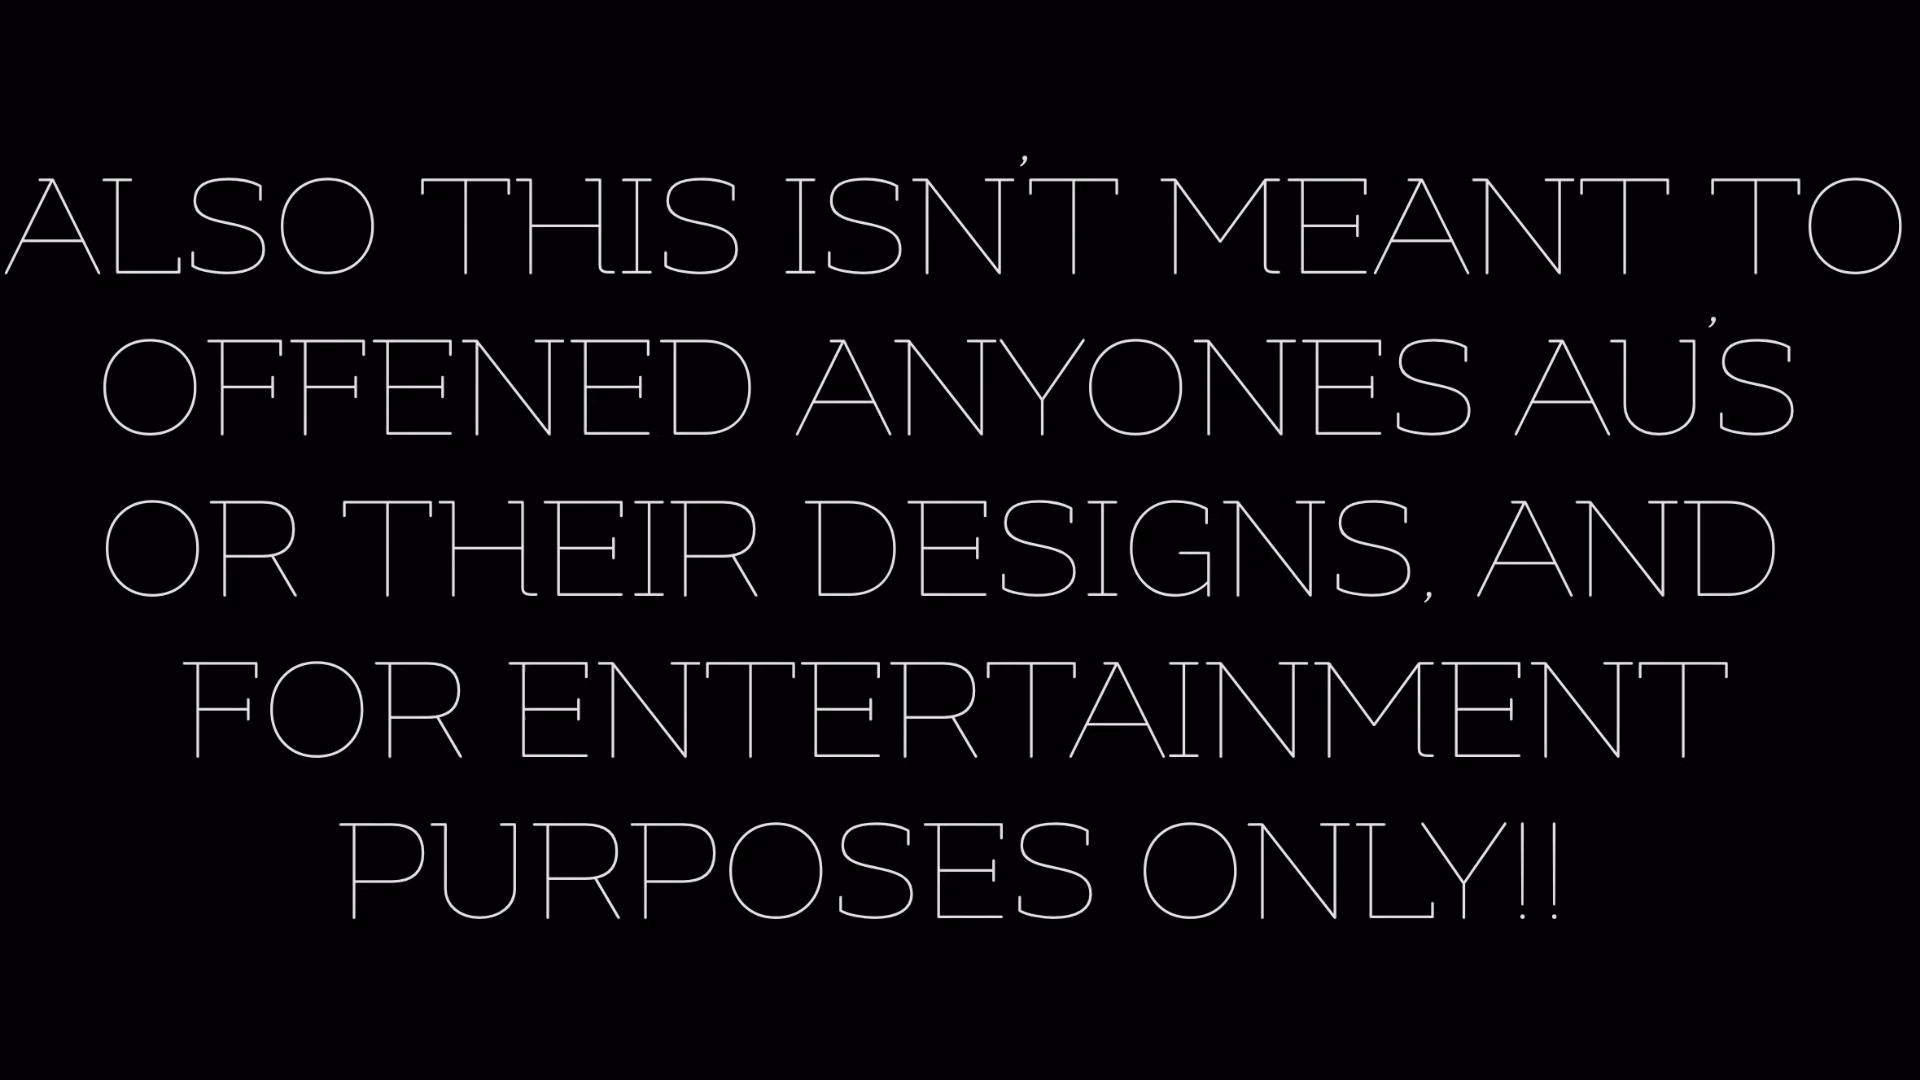 ALSO THIS ISN'T MEANT TO
OFFENED ANYONES AU'S
OR THEIR DESIGNS, AND
FOR ENTERTAINMENT
PURPOSES ONLY!!